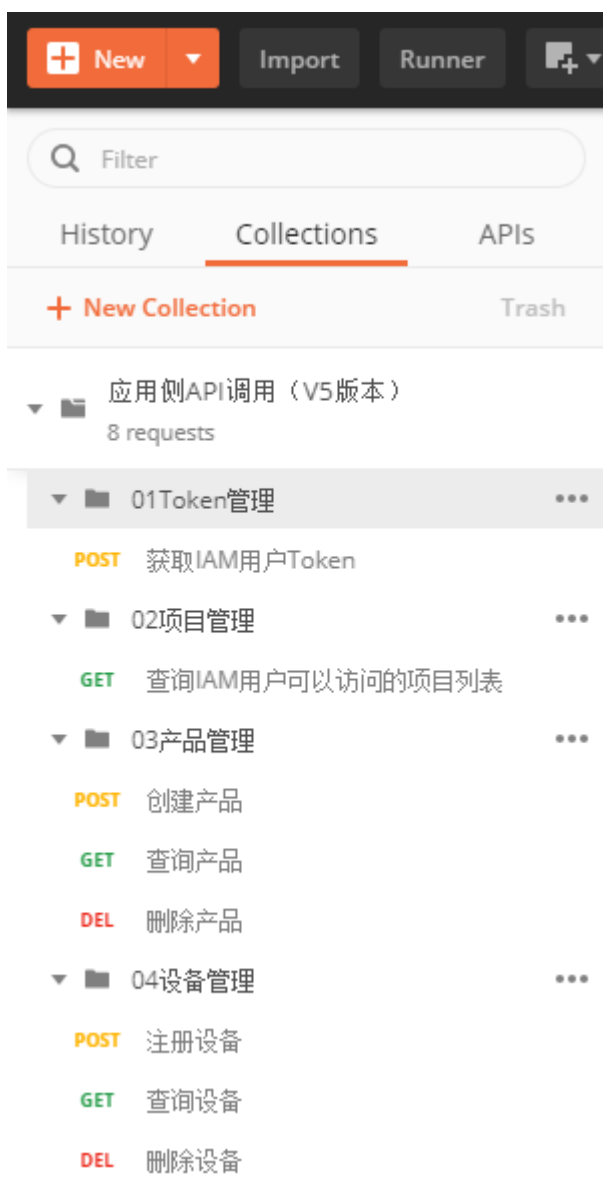 New Import Runner
Filter
History Collections APIs
New Collection Trash
应用侧API调用（V5版本）
8 requests
01Token管理
POST 获取IAM用户Token
02项目管理
GET 查询IAM用户可以访问的项目列表
03产品管理
POST 创建产品
GET 查询产品
DEL 删除产品
04设备管理
POST 注册设备
GET 查询设备
DEL 删除设备